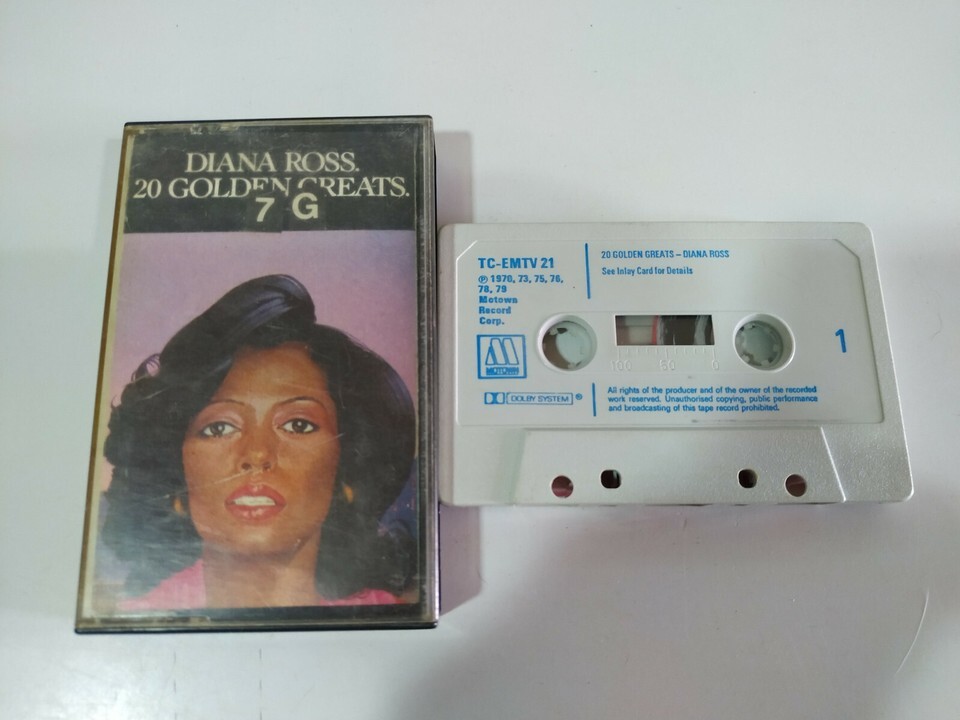 DIANA ROSS.
20 GOLDEN GREATS.
7 G
TC-EMTV 21
℗ 1970, 73, 75, 76,
78, 79
Motown
Record
Corp.
MOTOWN
DOLBY SYSTEM ®
20 GOLDEN GREATS – DIANA ROSS
See Inlay Card for Details
100 50 0
1
All rights of the producer and of the owner of the recorded
work reserved. Unauthorised copying, public performance
and broadcasting of this tape record prohibited.